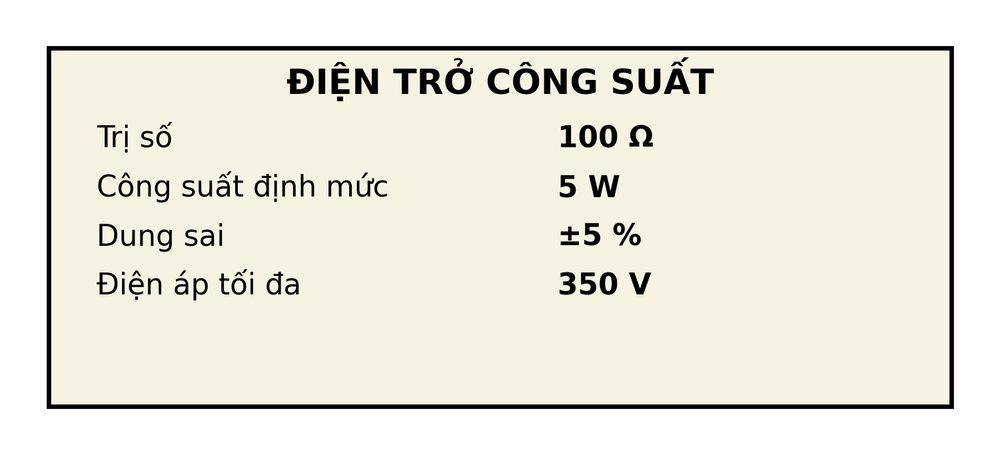 ĐIỆN TRỞ CÔNG SUẤT
Trị số 100 Ω
Công suất định mức 5 W
Dung sai ±5 %
Điện áp tối đa 350 V